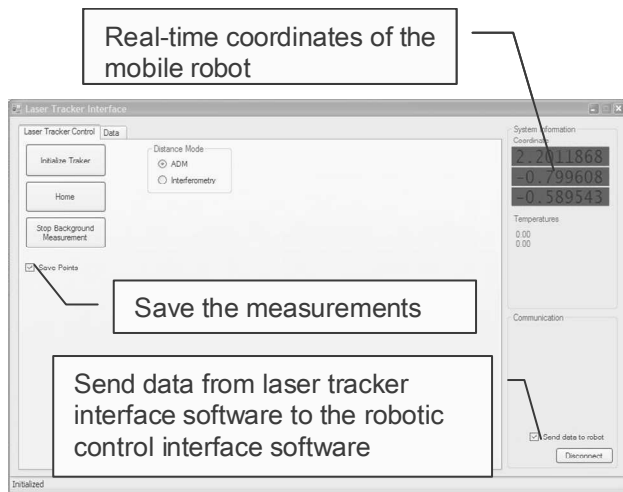 Real-time coordinates of the
mobile robot
Laser Tracker Interface
Laser Tracker Control
Data
Initialize Traker
Home
Stop Background
Measurement
Save Points
Distance Mode
ADM
Interferometry
System Information
Coordinate
2.2011868
-0.799608
-0.589543
Temperatures
0.00
0.00
Save the measurements
Communication
Send data from laser tracker
interface software to the robotic
control interface software
Send data to robot
Disconnect
Initialized